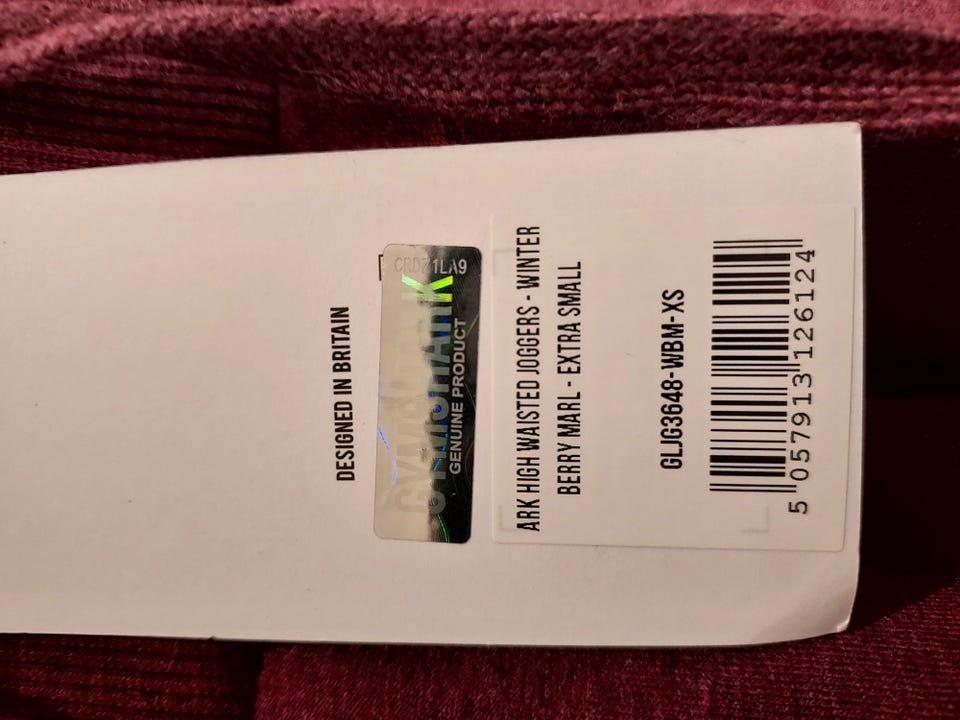 DESIGNED IN BRITAIN
CRDZ1LA9
GYMSHARK
GENUINE PRODUCT
ARK HIGH WAISTED JOGGERS - WINTER
BERRY MARL - EXTRA SMALL
GLJG3648-WBM-XS
5 057913 126124